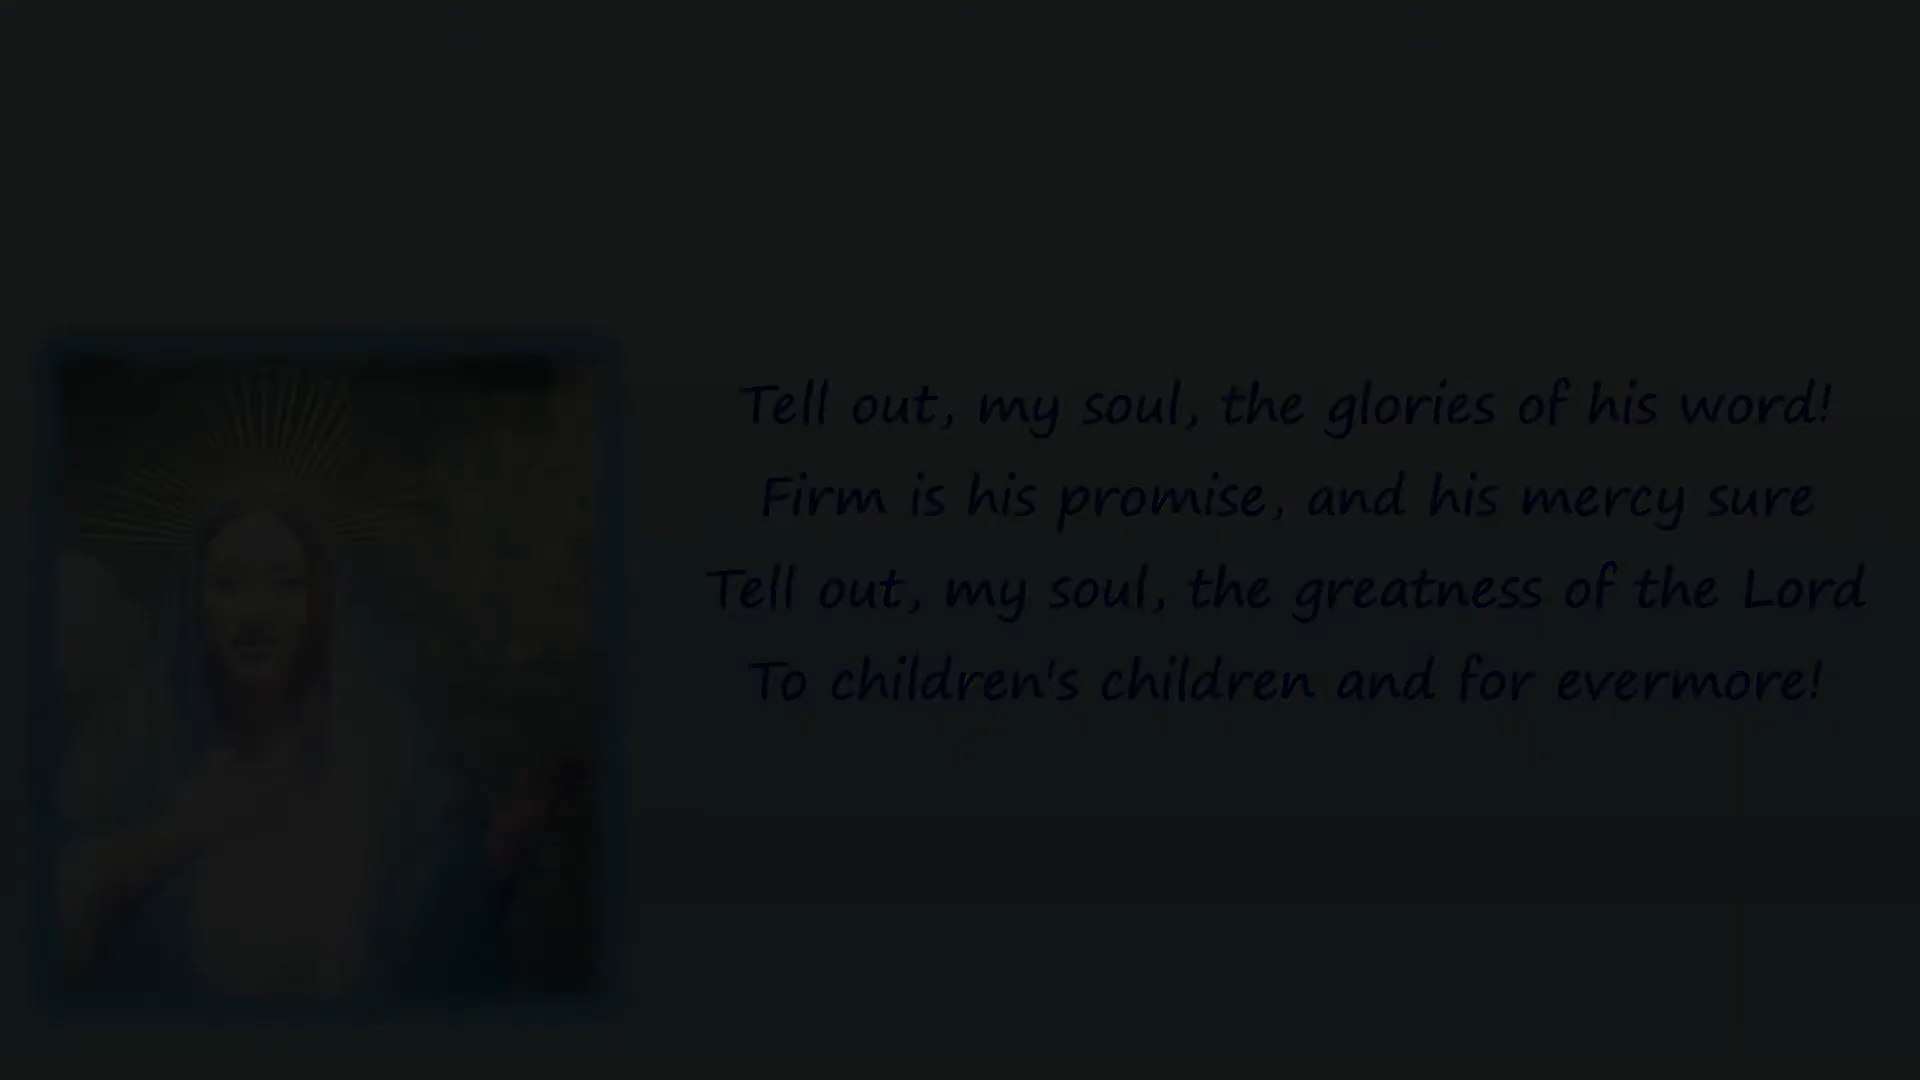 Tell out, my soul, the glories of his word!
Firm is his promise, and his mercy sure
Tell out, my soul, the greatness of the Lord
To children's children and for evermore!